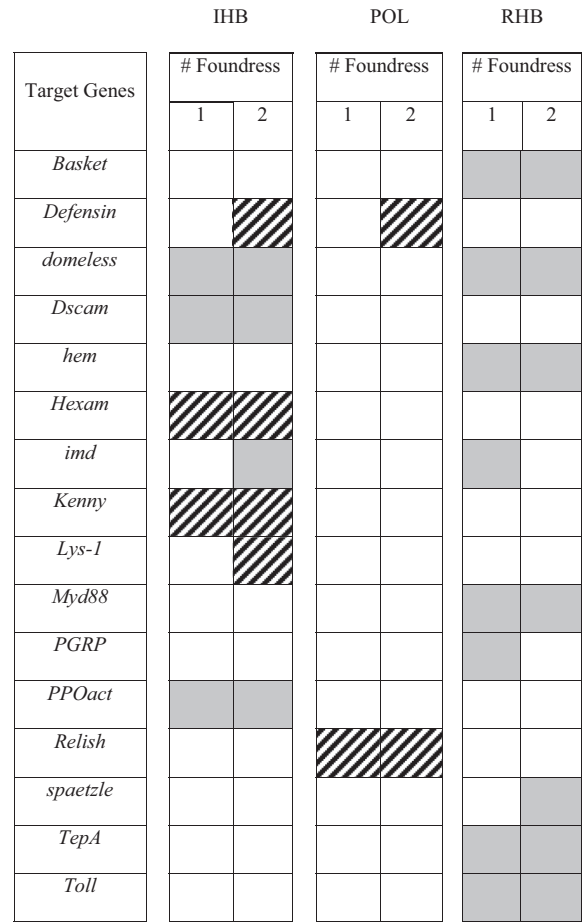 IHB POL RHB
Target Genes # Foundress # Foundress # Foundress
1 2 1 2 1 2
Basket
Defensin
domeless
Dscam
hem
Hexam
imd
Kenny
Lys-1
Myd88
PGRP
PPOact
Relish
spaetzle
TepA
Toll